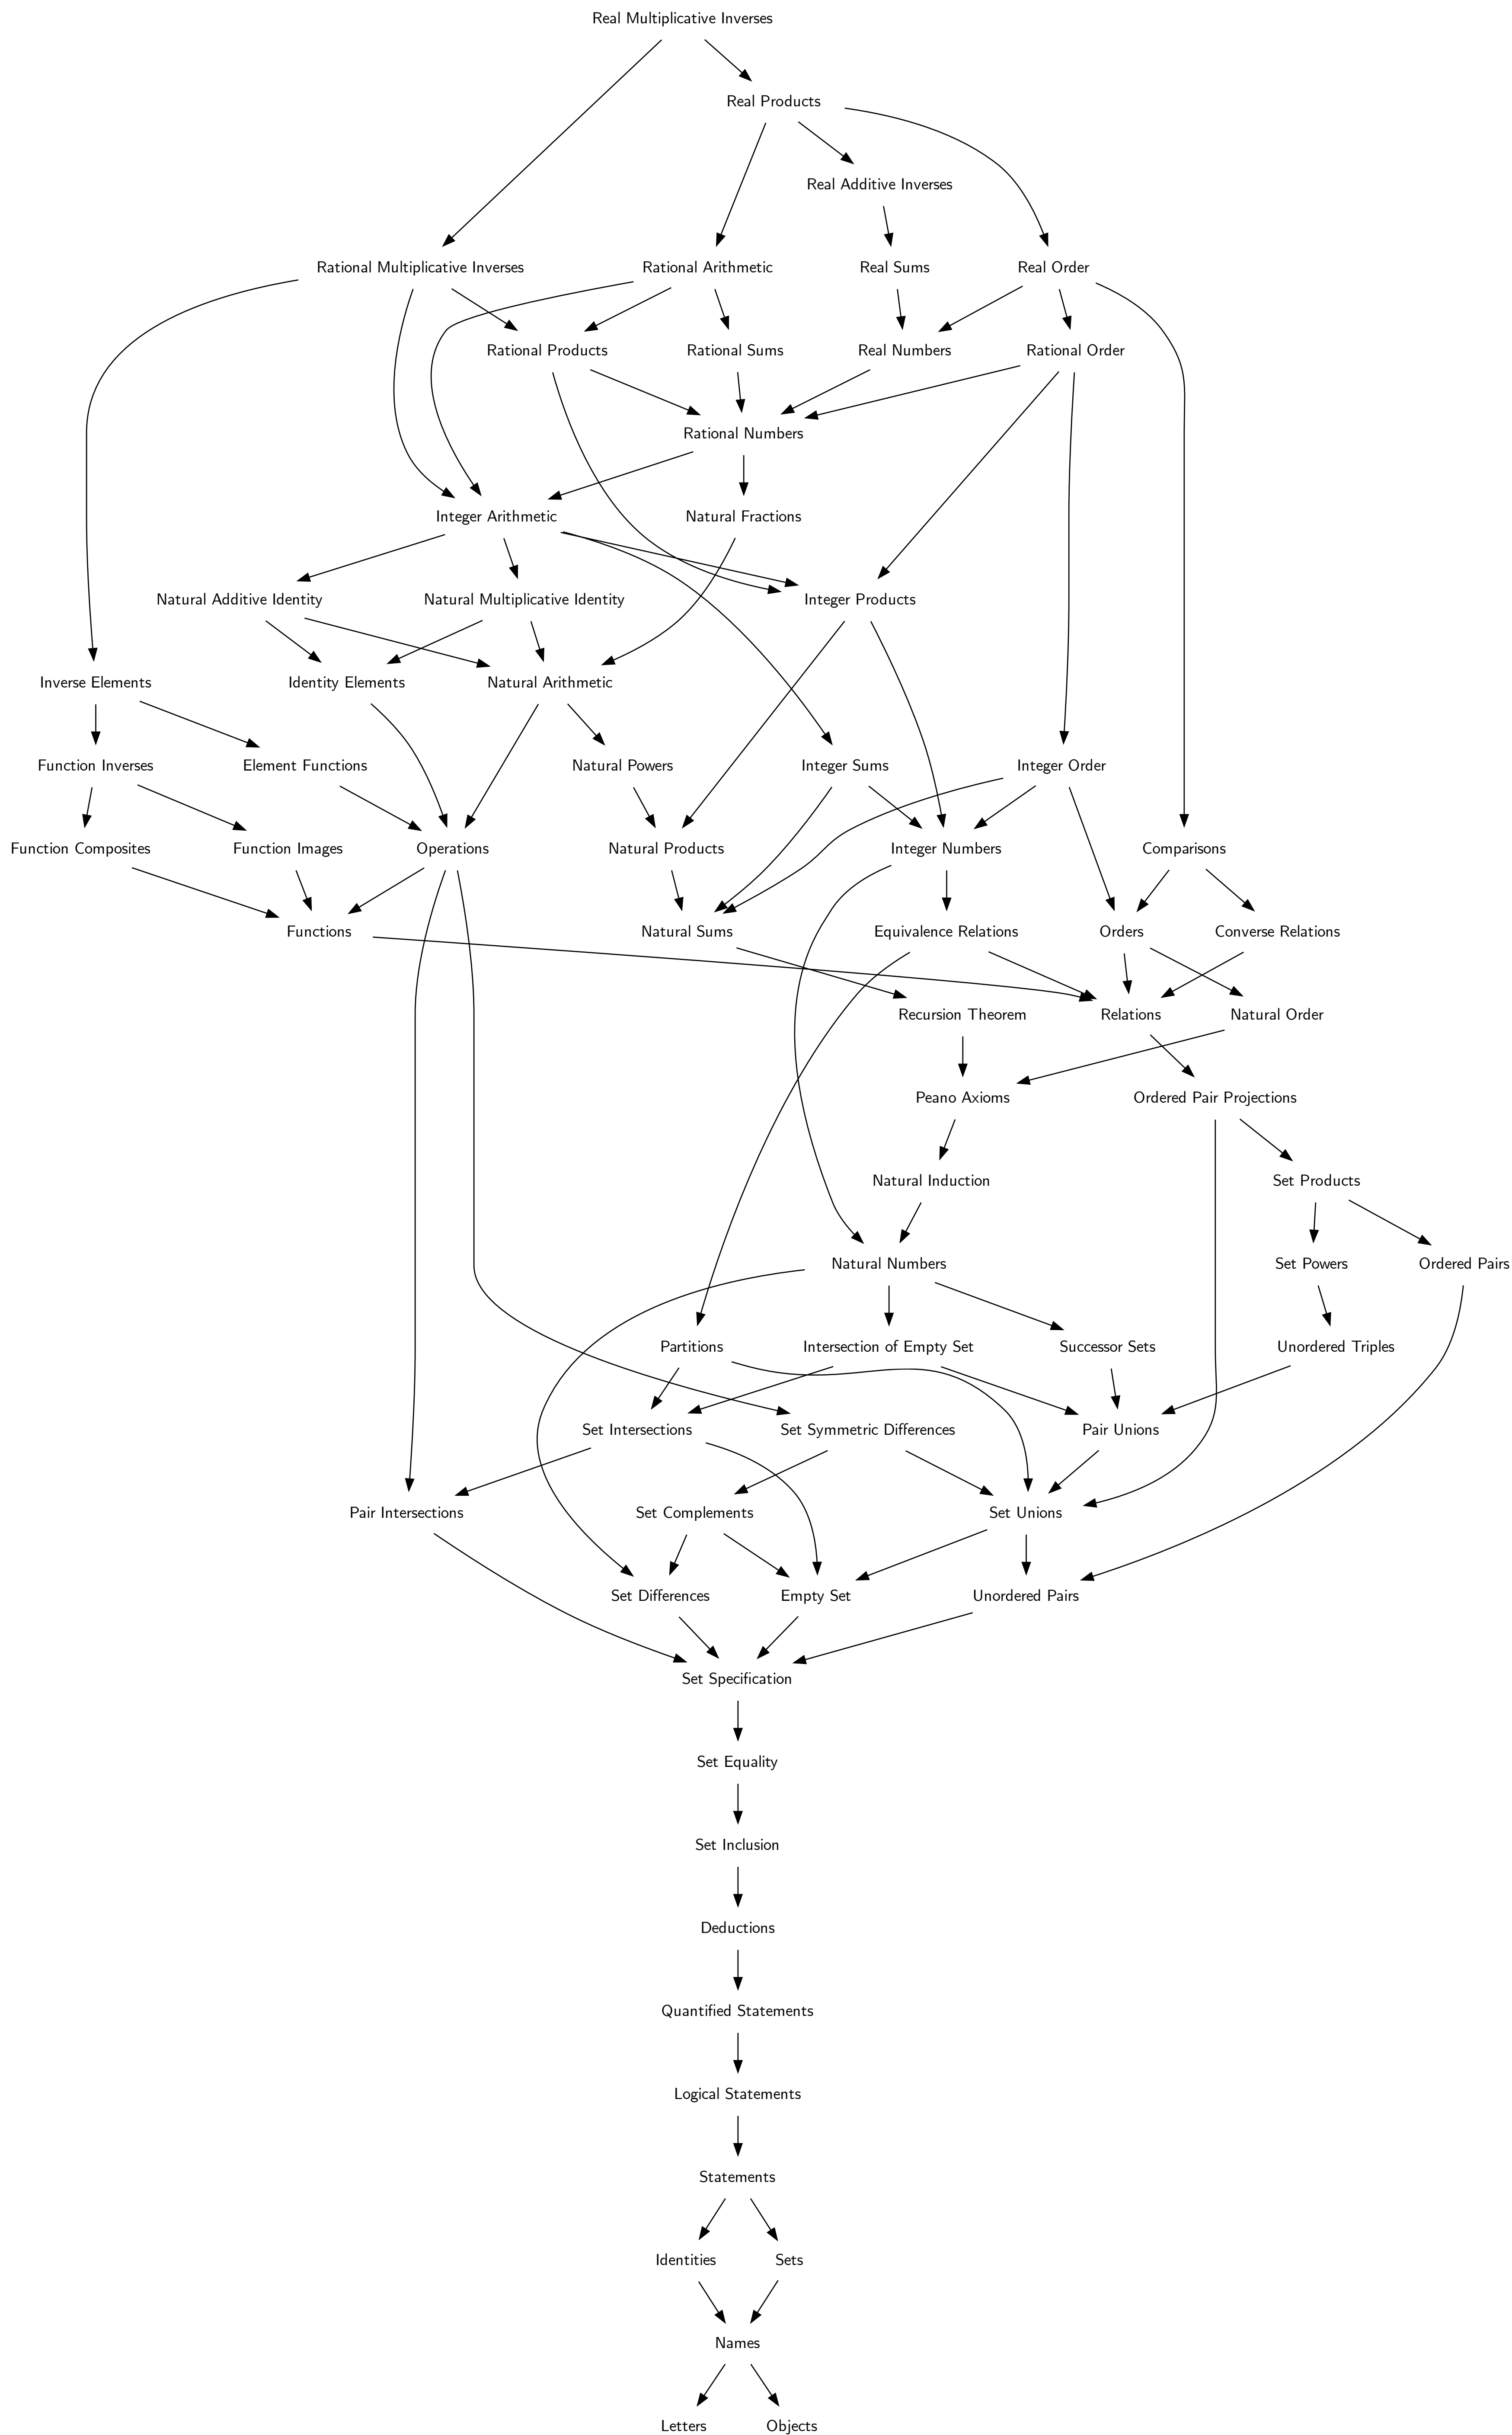 Real Multiplicative Inverses
Real Products
Real Additive Inverses
Rational Multiplicative Inverses
Rational Arithmetic
Real Sums
Real Order
Rational Products
Rational Sums
Real Numbers
Rational Order
Rational Numbers
Integer Arithmetic
Natural Fractions
Natural Additive Identity
Natural Multiplicative Identity
Integer Products
Inverse Elements
Identity Elements
Natural Arithmetic
Function Inverses
Element Functions
Natural Powers
Integer Sums
Integer Order
Function Composites
Function Images
Operations
Natural Products
Integer Numbers
Comparisons
Functions
Natural Sums
Equivalence Relations
Orders
Converse Relations
Recursion Theorem
Relations
Natural Order
Peano Axioms
Ordered Pair Projections
Natural Induction
Set Products
Natural Numbers
Set Powers
Ordered Pairs
Partitions
Intersection of Empty Set
Successor Sets
Unordered Triples
Set Intersections
Set Symmetric Differences
Pair Unions
Pair Intersections
Set Complements
Set Unions
Set Differences
Empty Set
Unordered Pairs
Set Specification
Set Equality
Set Inclusion
Deductions
Quantified Statements
Logical Statements
Statements
Identities
Sets
Names
Letters
Objects